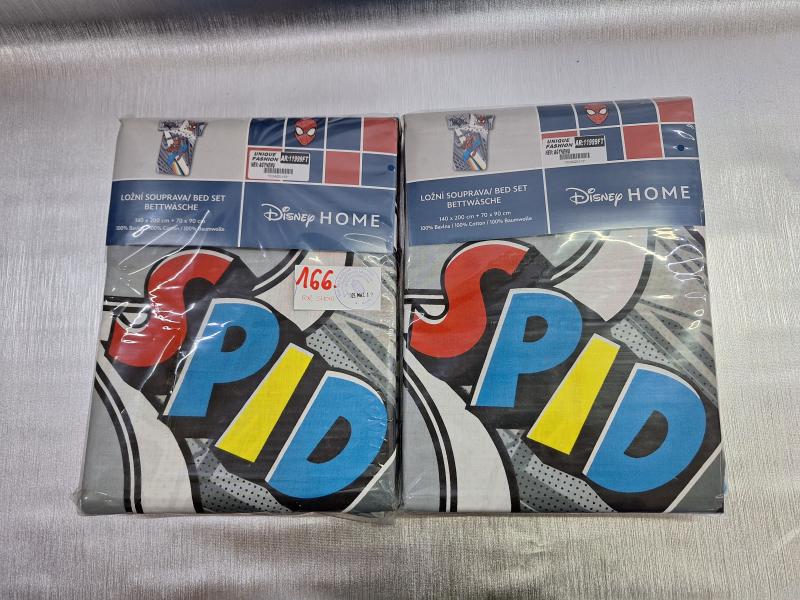 UNIQUE
FASHION
AR:11999FT
LOŽNÍ SOUPRAVA/ BED SET
BETTWÄSCHE
140 x 200 cm + 70 x 90 cm
100% Bavlna / 100% Cotton / 100% Baumwolle
Disney HOME
166.
SPID
UNIQUE
FASHION
AR:11999FT
LOŽNÍ SOUPRAVA/ BED SET
BETTWÄSCHE
140 x 200 cm + 70 x 90 cm
100% Bavlna / 100% Cotton / 100% Baumwolle
Disney HOME
SPID